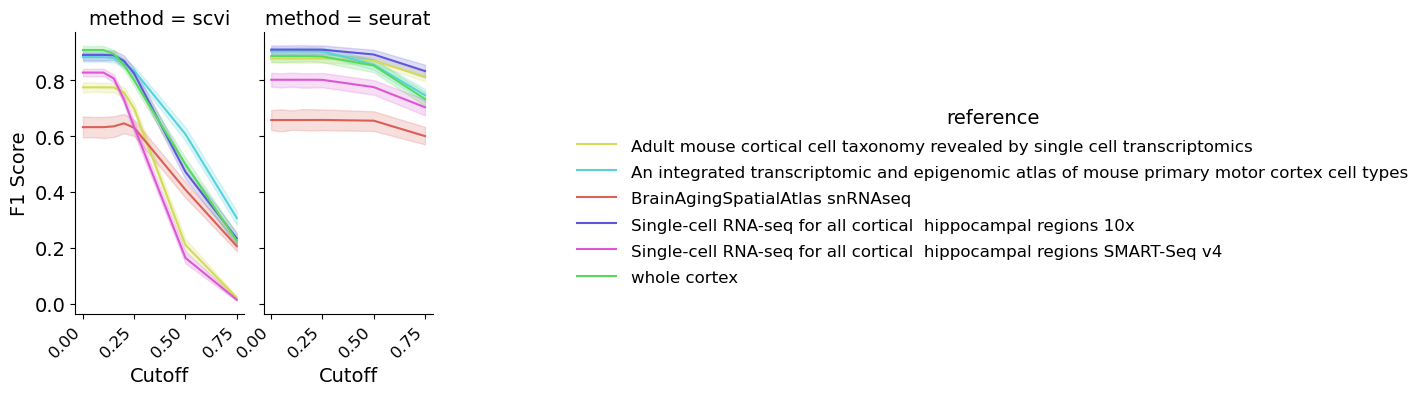 method = scvi
method = seurat
F1 Score
0.8
0.6
0.4
0.2
0.0
0.00
0.25
0.50
0.75
0.00
0.25
0.50
0.75
Cutoff
Cutoff
reference
Adult mouse cortical cell taxonomy revealed by single cell transcriptomics
An integrated transcriptomic and epigenomic atlas of mouse primary motor cortex cell types
BrainAgingSpatialAtlas snRNAseq
Single-cell RNA-seq for all cortical  hippocampal regions 10x
Single-cell RNA-seq for all cortical  hippocampal regions SMART-Seq v4
whole cortex